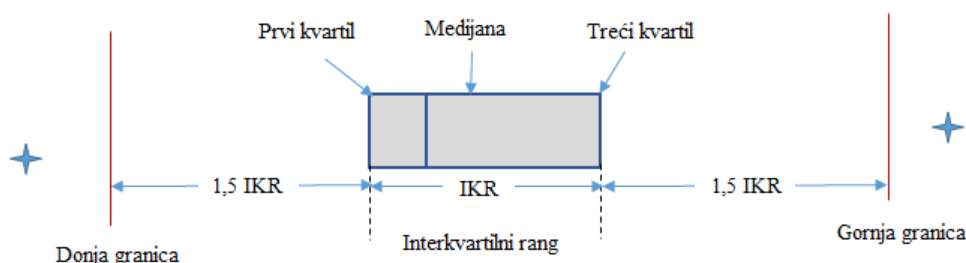 Prvi kvartil
Medijana
Treći kvartil
1,5 IKR
IKR
1,5 IKR
Interkvartilni rang
Donja granica
Gornja granica